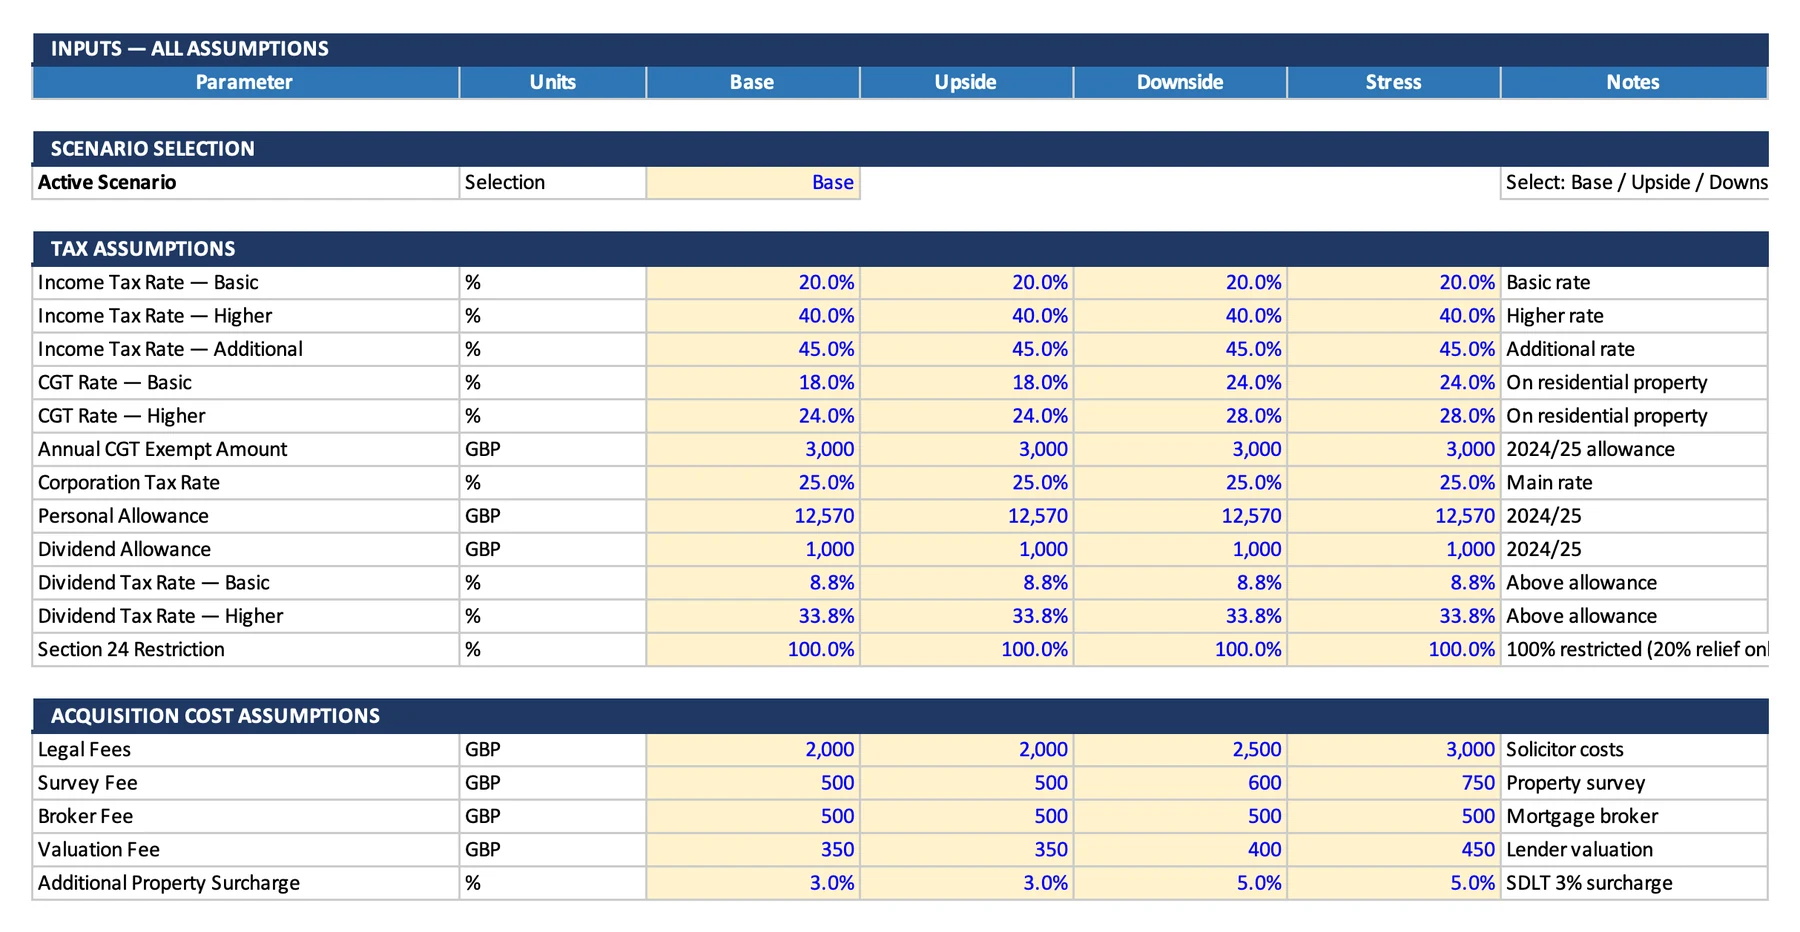 INPUTS — ALL ASSUMPTIONS
Parameter Units Base Upside Downside Stress Notes
SCENARIO SELECTION
Active Scenario Selection Base Select: Base / Upside / Downs
TAX ASSUMPTIONS
Income Tax Rate — Basic % 20.0% 20.0% 20.0% 20.0% Basic rate
Income Tax Rate — Higher % 40.0% 40.0% 40.0% 40.0% Higher rate
Income Tax Rate — Additional % 45.0% 45.0% 45.0% 45.0% Additional rate
CGT Rate — Basic % 18.0% 18.0% 24.0% 24.0% On residential property
CGT Rate — Higher % 24.0% 24.0% 28.0% 28.0% On residential property
Annual CGT Exempt Amount GBP 3,000 3,000 3,000 3,000 2024/25 allowance
Corporation Tax Rate % 25.0% 25.0% 25.0% 25.0% Main rate
Personal Allowance GBP 12,570 12,570 12,570 12,570 2024/25
Dividend Allowance GBP 1,000 1,000 1,000 1,000 2024/25
Dividend Tax Rate — Basic % 8.8% 8.8% 8.8% 8.8% Above allowance
Dividend Tax Rate — Higher % 33.8% 33.8% 33.8% 33.8% Above allowance
Section 24 Restriction % 100.0% 100.0% 100.0% 100.0% 100% restricted (20% relief onl
ACQUISITION COST ASSUMPTIONS
Legal Fees GBP 2,000 2,000 2,500 3,000 Solicitor costs
Survey Fee GBP 500 500 600 750 Property survey
Broker Fee GBP 500 500 500 500 Mortgage broker
Valuation Fee GBP 350 350 400 450 Lender valuation
Additional Property Surcharge % 3.0% 3.0% 5.0% 5.0% SDLT 3% surcharge